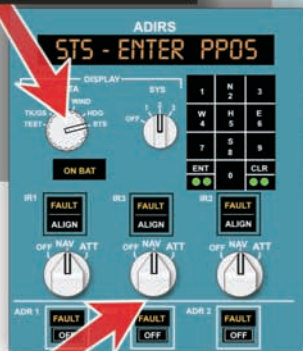 ADIRS
STS - ENTER PPOS
DISPLAY
SYS
WIND
TK/GS
HDG
TEST
STS
OFF
1
2
3
1 N 2 3
W 4 H 5 E 6
7 S 8 9
ENT 0 CLR
ON BAT
IR1
IR3
IR2
FAULT
FAULT
FAULT
ALIGN
ALIGN
ALIGN
OFF NAV ATT
OFF NAV ATT
OFF NAV ATT
ADR 1
ADR 2
FAULT
FAULT
FAULT
OFF
OFF
OFF